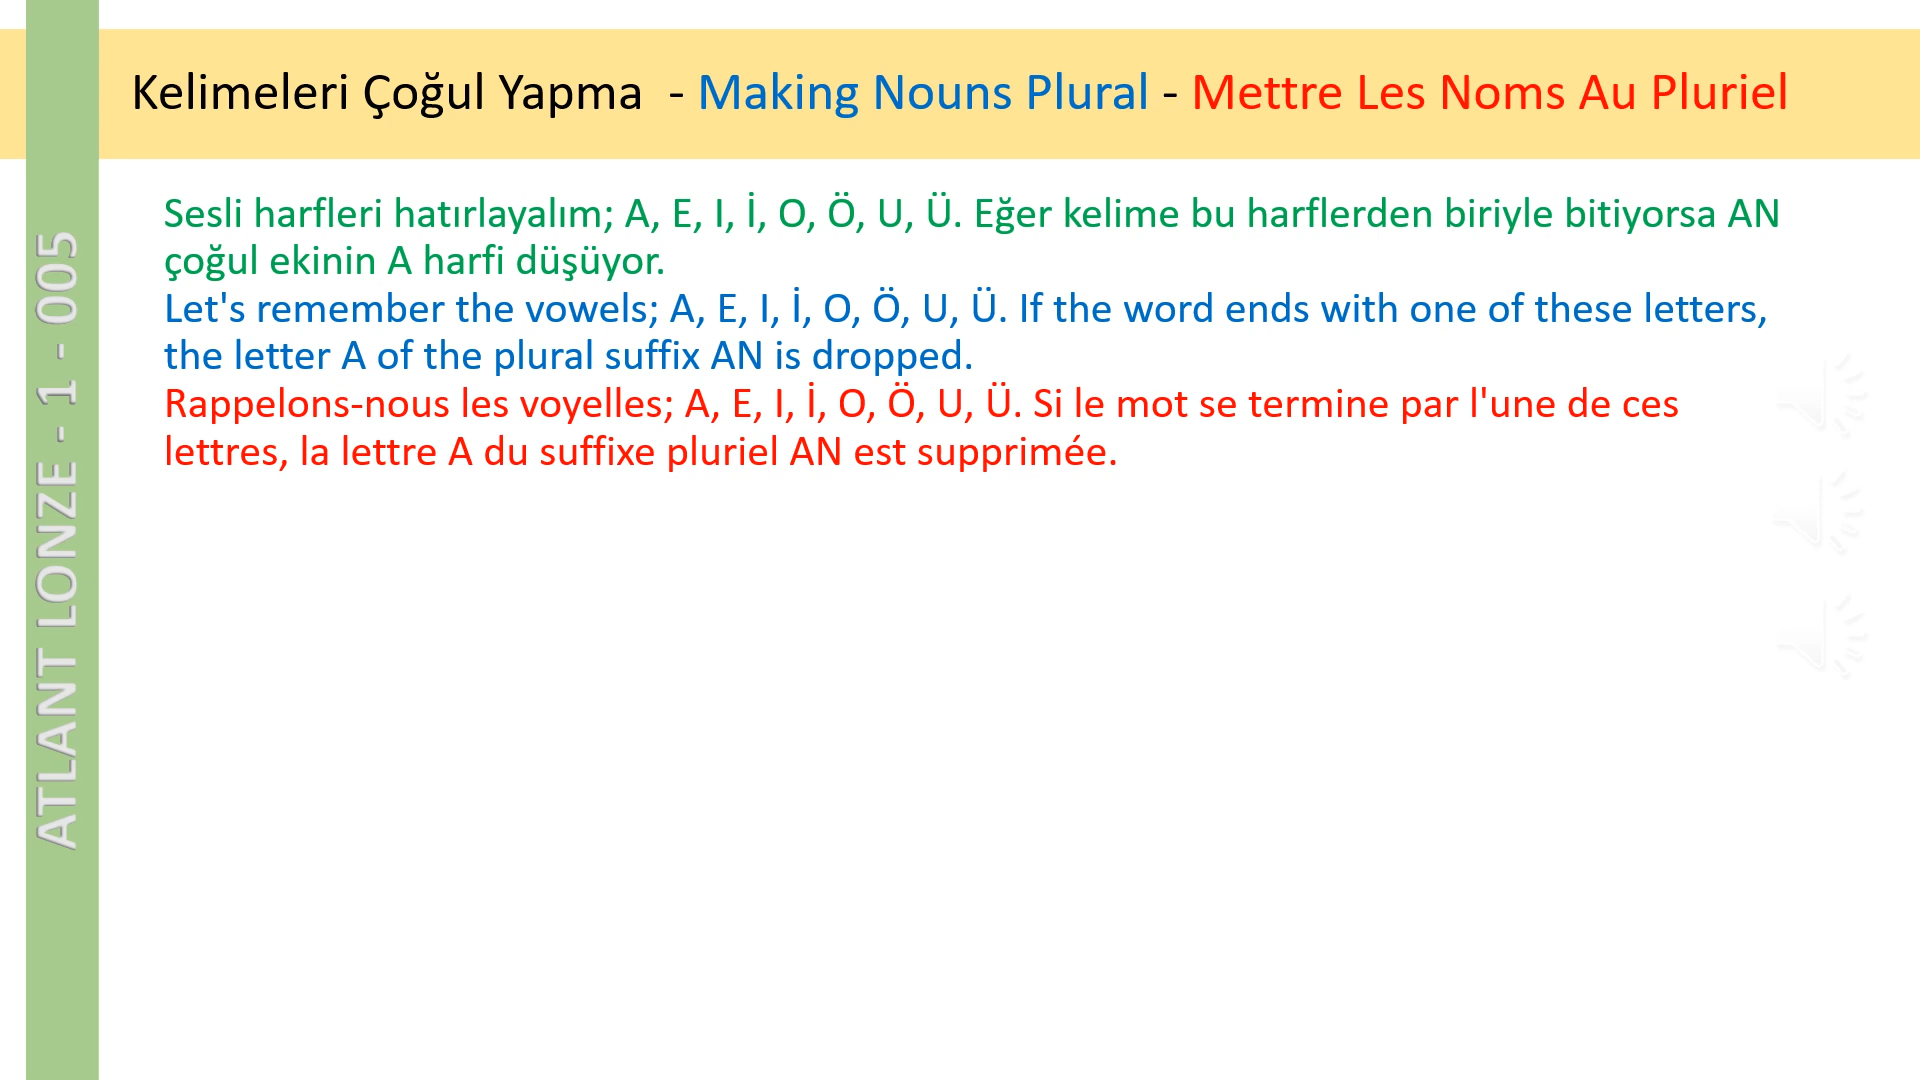 Kelimeleri Çoğul Yapma - Making Nouns Plural - Mettre Les Noms Au Pluriel
ATLANT LONZE - 1 - 005
Sesli harfleri hatırlayalım; A, E, I, İ, O, Ö, U, Ü. Eğer kelime bu harflerden biriyle bitiyorsa AN
çoğul ekinin A harfi düşüyor.
Let's remember the vowels; A, E, I, İ, O, Ö, U, Ü. If the word ends with one of these letters,
the letter A of the plural suffix AN is dropped.
Rappelons-nous les voyelles; A, E, I, İ, O, Ö, U, Ü. Si le mot se termine par l'une de ces
lettres, la lettre A du suffixe pluriel AN est supprimée.